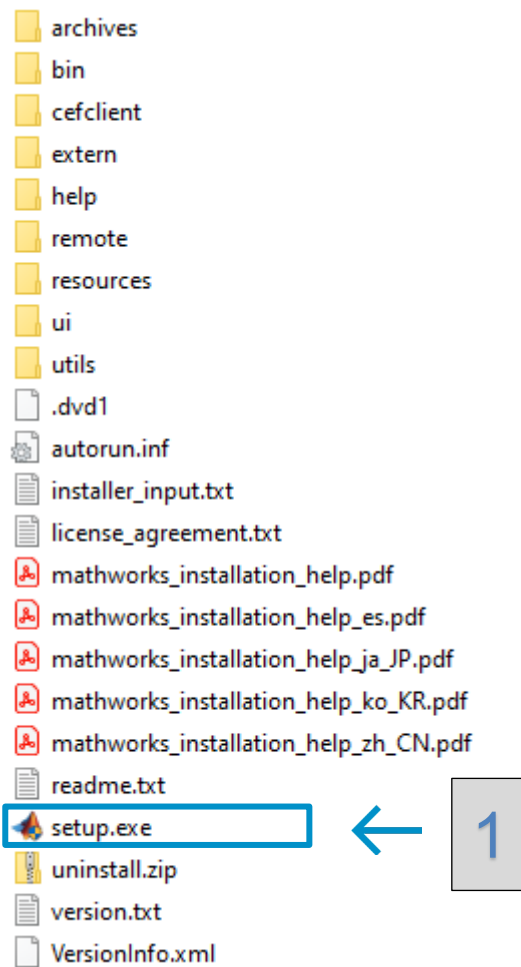 archives
bin
cefclient
extern
help
remote
resources
ui
utils
.dvd1
autorun.inf
installer_input.txt
license_agreement.txt
mathworks_installation_help.pdf
mathworks_installation_help_es.pdf
mathworks_installation_help_ja_JP.pdf
mathworks_installation_help_ko_KR.pdf
mathworks_installation_help_zh_CN.pdf
readme.txt
setup.exe
1
uninstall.zip
version.txt
VersionInfo.xml